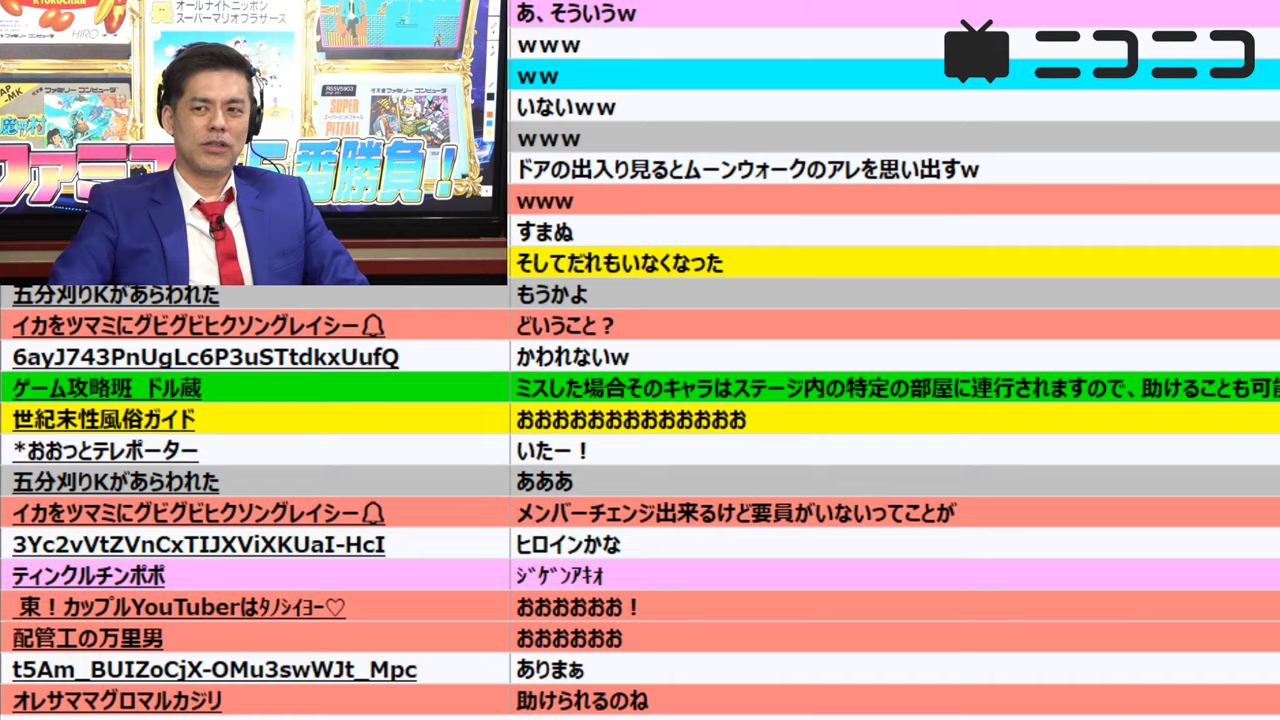 KYORUCHAN
HIRO
オールナイトニッポン
スーパーマリオブラザーズ
AP
-MK
ファミリーコンピュータ
魔界村
R59V5903
SUPER
PITFALL
番勝負!
ニコニコ
あ、そういうｗ
ｗｗｗ
ｗｗ
いないｗｗ
ｗｗｗ
ドアの出入り見るとムーンウォークのアレを思い出すｗ
www
すまぬ
そしてだれもいなくなった
五分刈りKがあらわれた もうかよ
イカをツマミにグビグビヒクソングレイシー🔔 どいうこと？
6ayJ743PnUgLc6P3uSTtdkxUufQ かわれないｗ
ゲーム攻略班　ドル蔵 ミスした場合そのキャラはステージ内の特定の部屋に連行されますので、助けることも可能
世紀末性風俗ガイド おおおおおおおおおおおおお
*おおっとテレポーター いたー！
五分刈りKがあらわれた あああ
イカをツマミにグビグビヒクソングレイシー🔔 メンバーチェンジ出来るけど要員がいないってことが
3Yc2vVtZVnCxTIJXViXKUaI-HcI ヒロインかな
ティンクルチンポポ ｼﾞｹﾞﾝｱｷｵ
東！カップルYouTuberはﾀﾉｼｲﾖｰ♡ おおおおおお！
配管工の万里男 おおおおおお
t5Am_BUIZoCjX-OMu3swWJt_Mpc ありまぁ
オレサママグロマルカジリ 助けられるのね